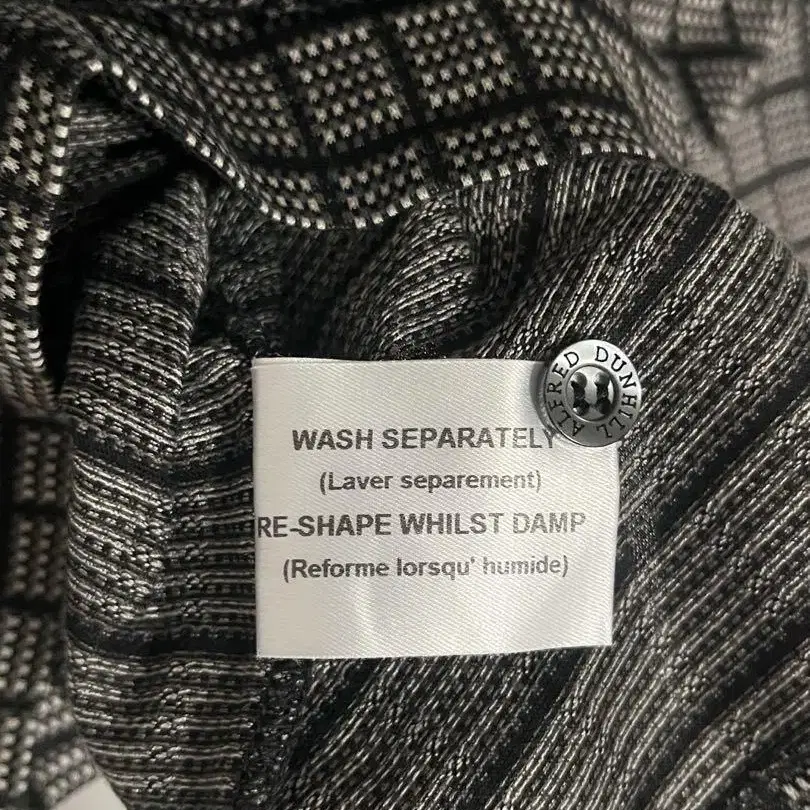 ALFRED DUNHILL
WASH SEPARATELY
(Laver separement)
RE-SHAPE WHILST DAMP
(Reforme lorsqu' humide)